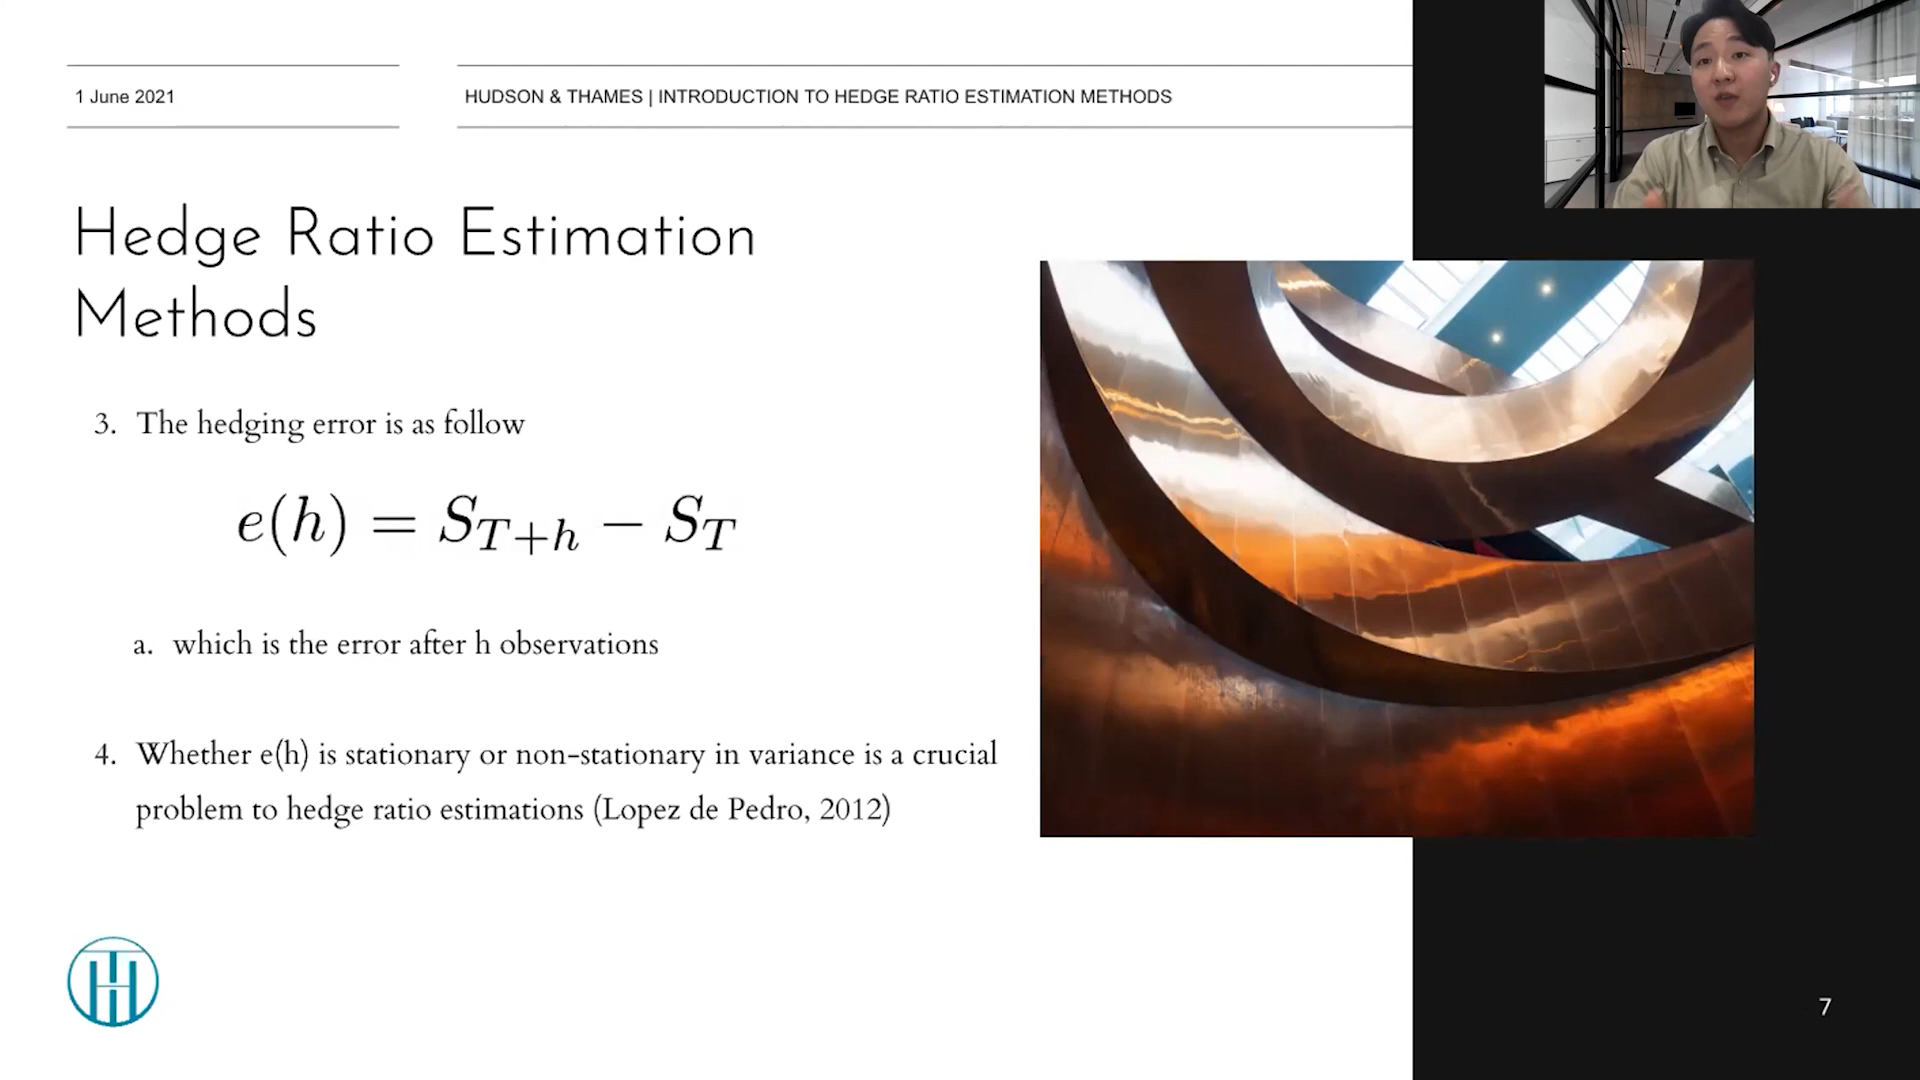 1 June 2021
HUDSON & THAMES | INTRODUCTION TO HEDGE RATIO ESTIMATION METHODS
Hedge Ratio Estimation
Methods
3. The hedging error is as follow
e(h) = S_{T+h} − S_T
a. which is the error after h observations
4. Whether e(h) is stationary or non-stationary in variance is a crucial
problem to hedge ratio estimations (Lopez de Pedro, 2012)
HT
7